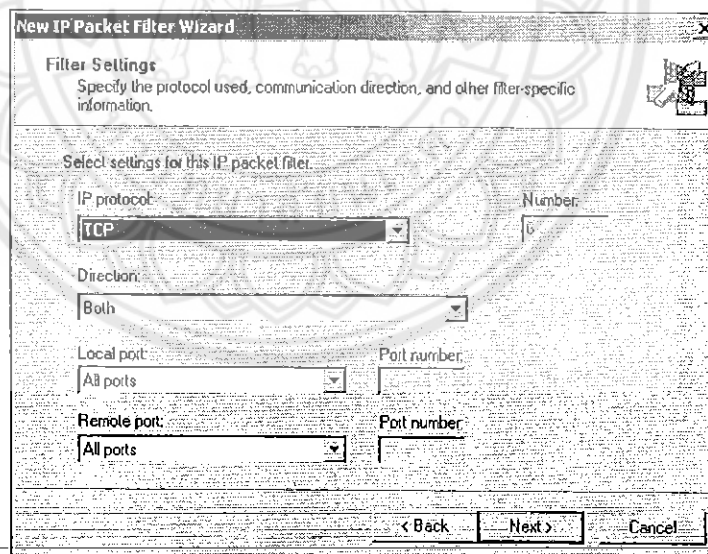 New IP Packet Filter Wizard
Filter Settings
Specify the protocol used, communication direction, and other filter-specific
information.
Select settings for this IP packet filter.
IP protocol: Number:
TCP 6
Direction:
Both
Local port: Port number:
All ports
Remote port: Port number:
All ports
< Back Next > Cancel